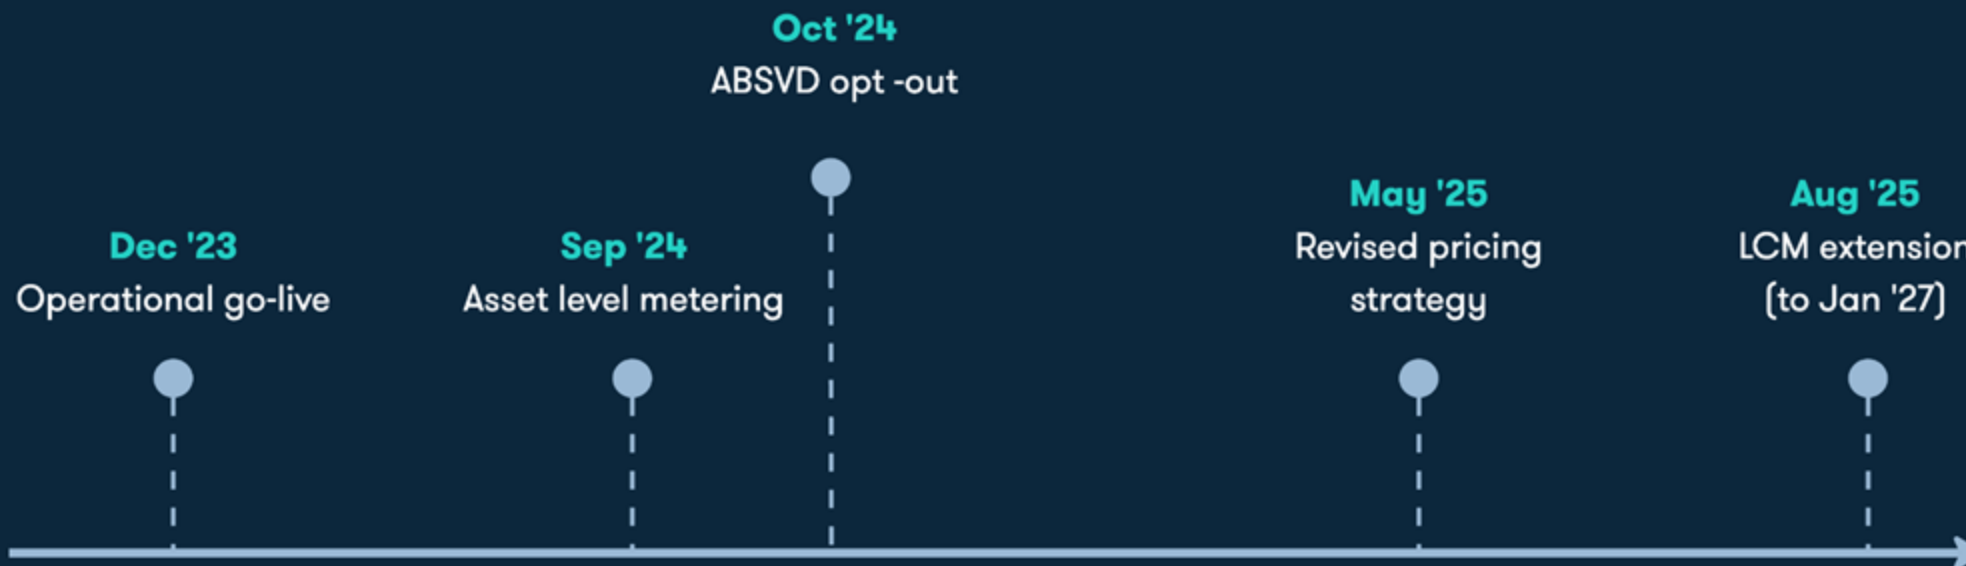 Oct '24
ABSVD opt -out
Dec '23
Operational go-live
Sep '24
Asset level metering
May '25
Revised pricing
strategy
Aug '25
LCM extension
(to Jan '27)